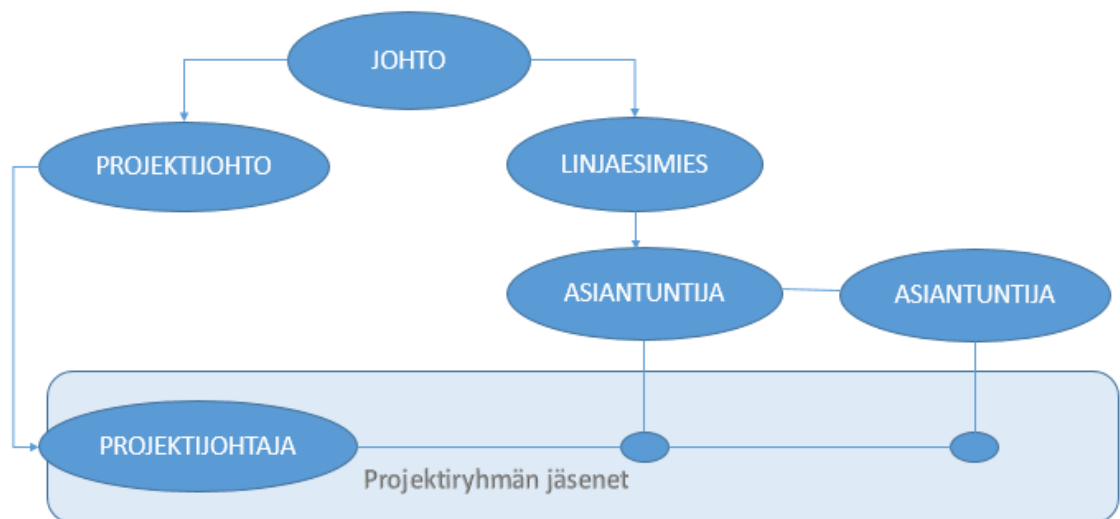 JOHTO
PROJEKTIJOHTO
LINJAESIMIES
ASIANTUNTIJA
ASIANTUNTIJA
PROJEKTIJOHTAJA
Projektiryhmän jäsenet